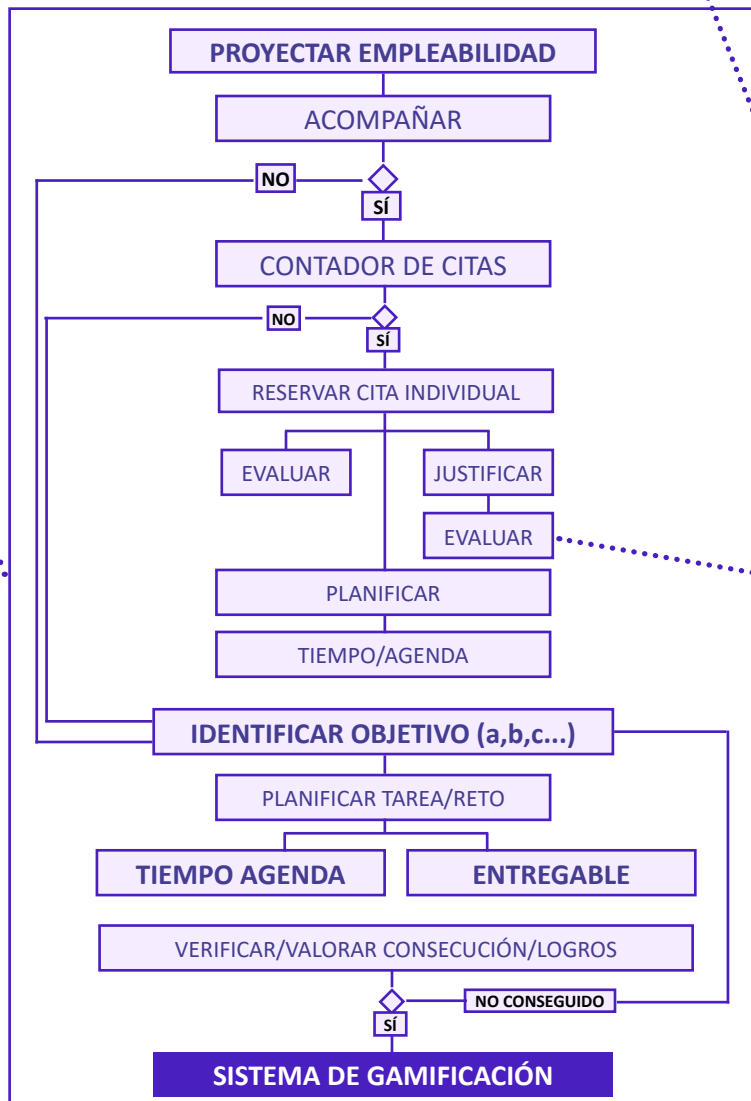 PROYECTAR EMPLEABILIDAD
ACOMPAÑAR
NO
SÍ
CONTADOR DE CITAS
NO
SÍ
RESERVAR CITA INDIVIDUAL
EVALUAR
JUSTIFICAR
EVALUAR
PLANIFICAR
TIEMPO/AGENDA
IDENTIFICAR OBJETIVO (a,b,c...)
PLANIFICAR TAREA/RETO
TIEMPO AGENDA
ENTREGABLE
VERIFICAR/VALORAR CONSECUCIÓN/LOGROS
NO CONSEGUIDO
SÍ
SISTEMA DE GAMIFICACIÓN